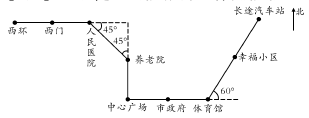 长途汽车站
北
西环
西门
人民医院
45°
45°
养老院
幸福小区
60°
中心广场
市政府
体育馆